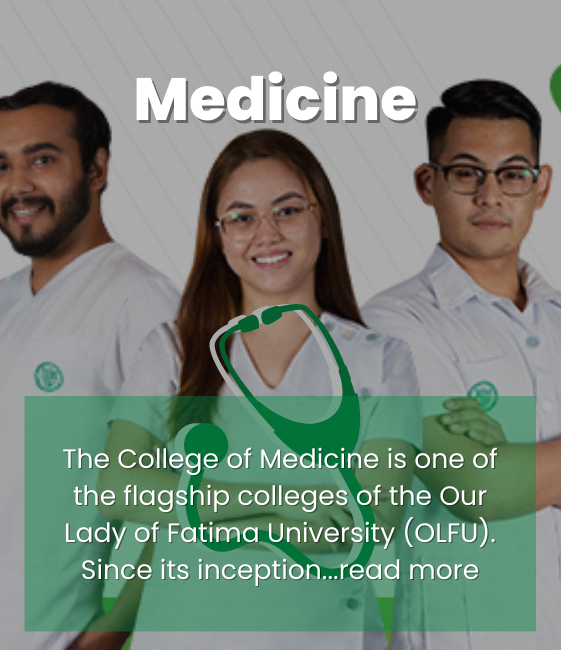 Medicine
The College of Medicine is one of
the flagship colleges of the Our
Lady of Fatima University (OLFU).
Since its inception...read more